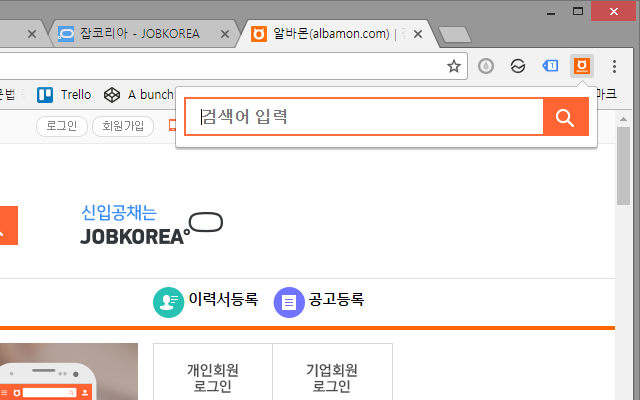 잡코리아 - JOBKOREA
알바몬(albamon.com) |
문법
Trello
A bunch
마크
검색어 입력
로그인
회원가입
신입공채는
JOBKOREA
이력서등록
공고등록
개인회원
로그인
기업회원
로그인